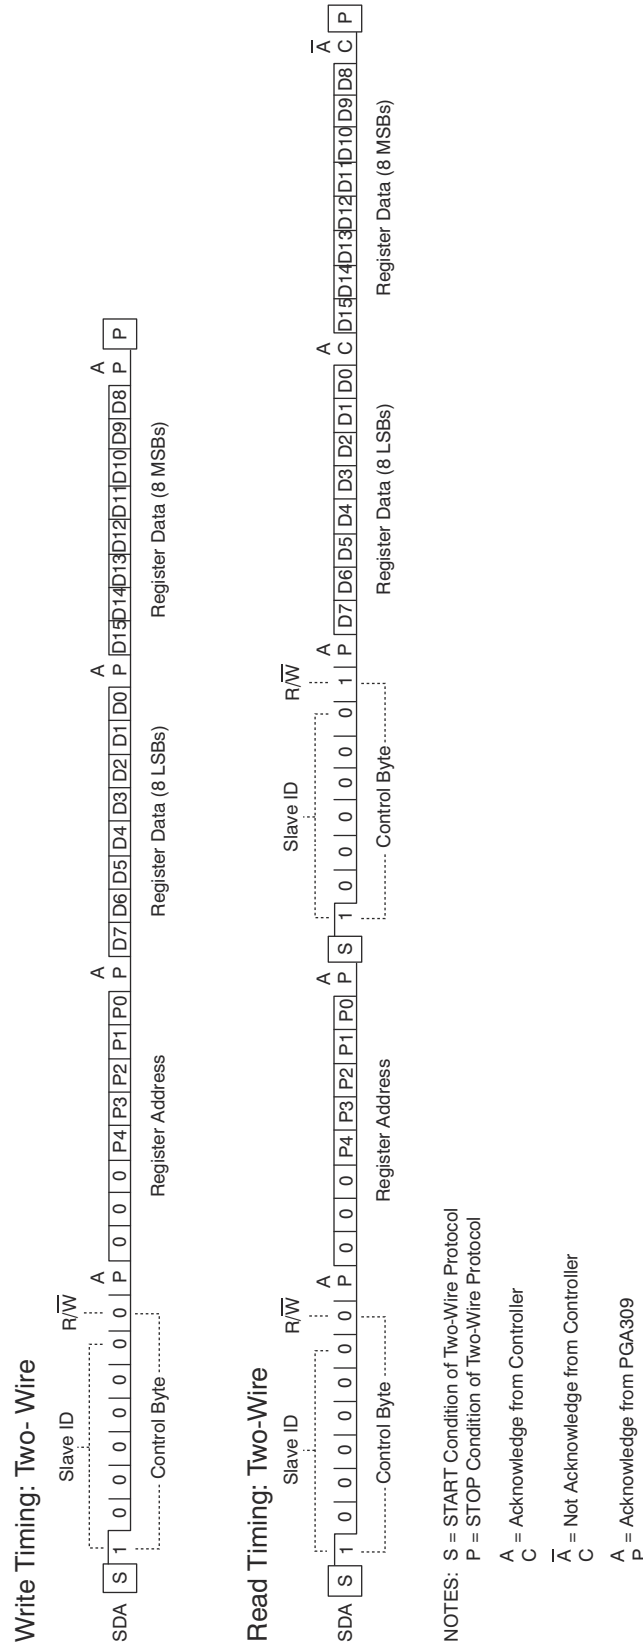 Write Timing: Two- Wire
Slave ID
R/W
A A A A
SDA S 1 0 0 0 0 0 0 0 P 0 0 0 P4 P3 P2 P1 P0 P D7 D6 D5 D4 D3 D2 D1 D0 P D15 D14 D13 D12 D11 D10 D9 D8 P P
Control Byte
Register Address
Register Data (8 LSBs)
Register Data (8 MSBs)
Read Timing: Two-Wire
Slave ID
R/W
Slave ID
R/W
A A A A A
SDA S 1 0 0 0 0 0 0 0 P 0 0 0 P4 P3 P2 P1 P0 P S 1 0 0 0 0 0 0 1 P D7 D6 D5 D4 D3 D2 D1 D0 C D15 D14 D13 D12 D11 D10 D9 D8 C P
Control Byte
Register Address
Control Byte
Register Data (8 LSBs)
Register Data (8 MSBs)
NOTES: S = START Condition of Two-Wire Protocol
P = STOP Condition of Two-Wire Protocol
A
C = Acknowledge from Controller
A
C = Not Acknowledge from Controller
A
P = Acknowledge from PGA309